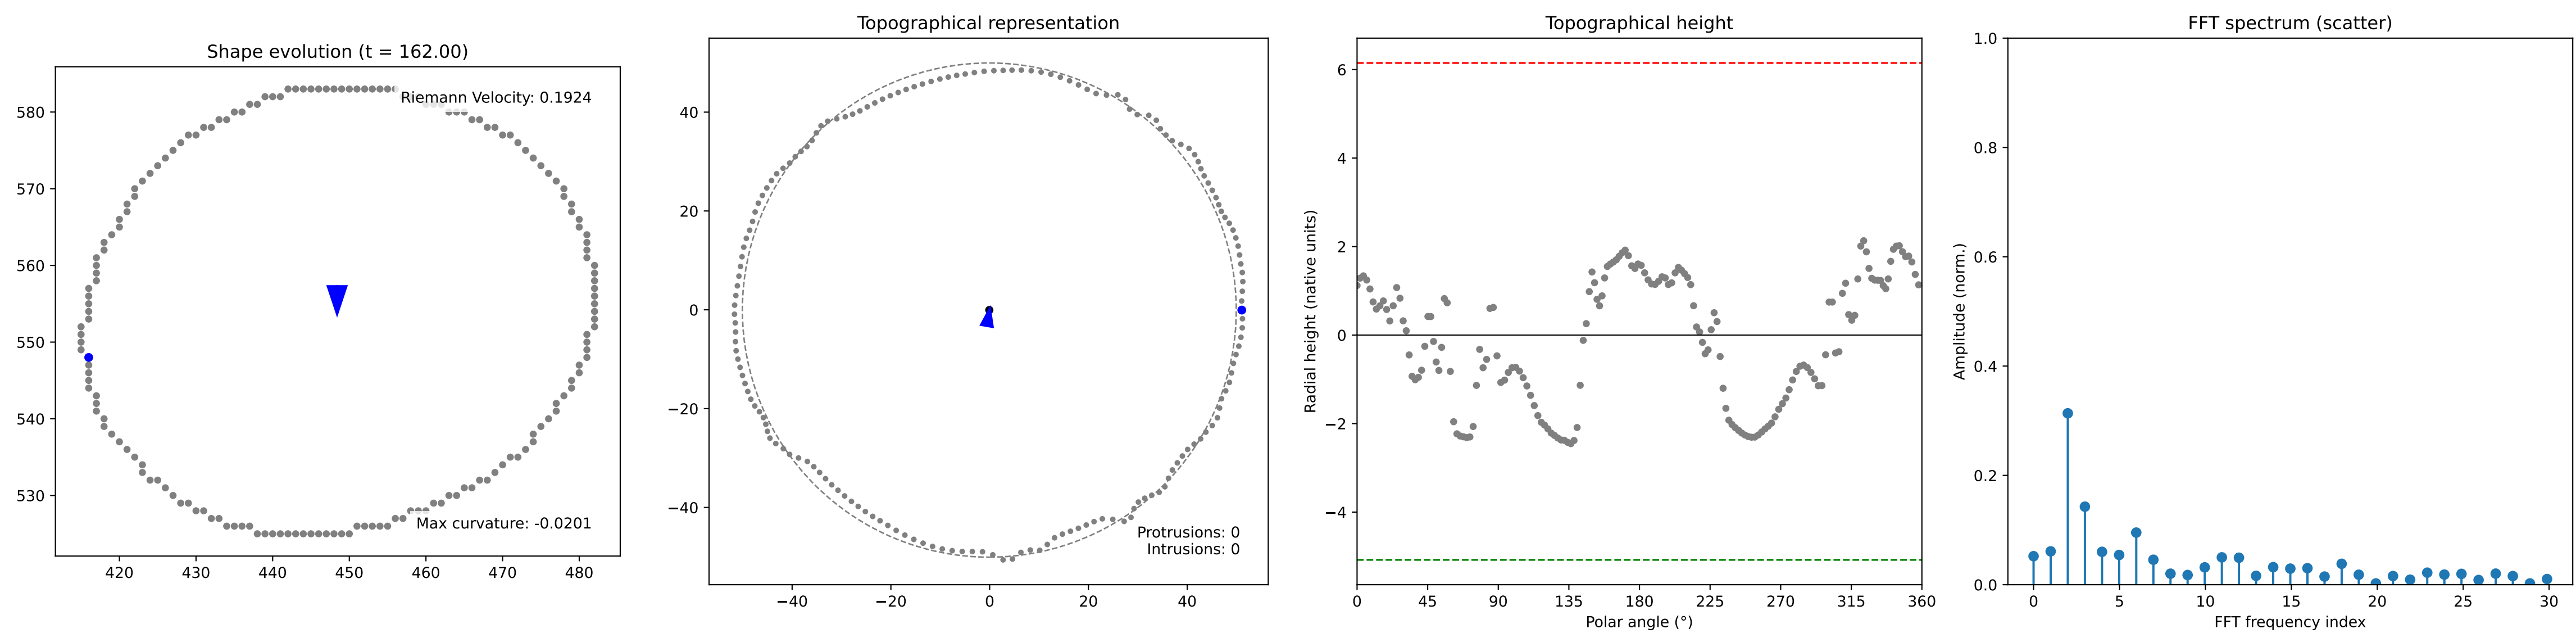 Shape evolution (t = 162.00)
Riemann Velocity: 0.1924
Max curvature: -0.0201
580
570
560
550
540
530
420 430 440 450 460 470 480
Topographical representation
40
20
0
−20
−40
−40 −20 0 20 40
Protrusions: 0
Intrusions: 0
Topographical height
Radial height (native units)
6
4
2
0
−2
−4
0 45 90 135 180 225 270 315 360
Polar angle (°)
FFT spectrum (scatter)
Amplitude (norm.)
1.0
0.8
0.6
0.4
0.2
0.0
0 5 10 15 20 25 30
FFT frequency index